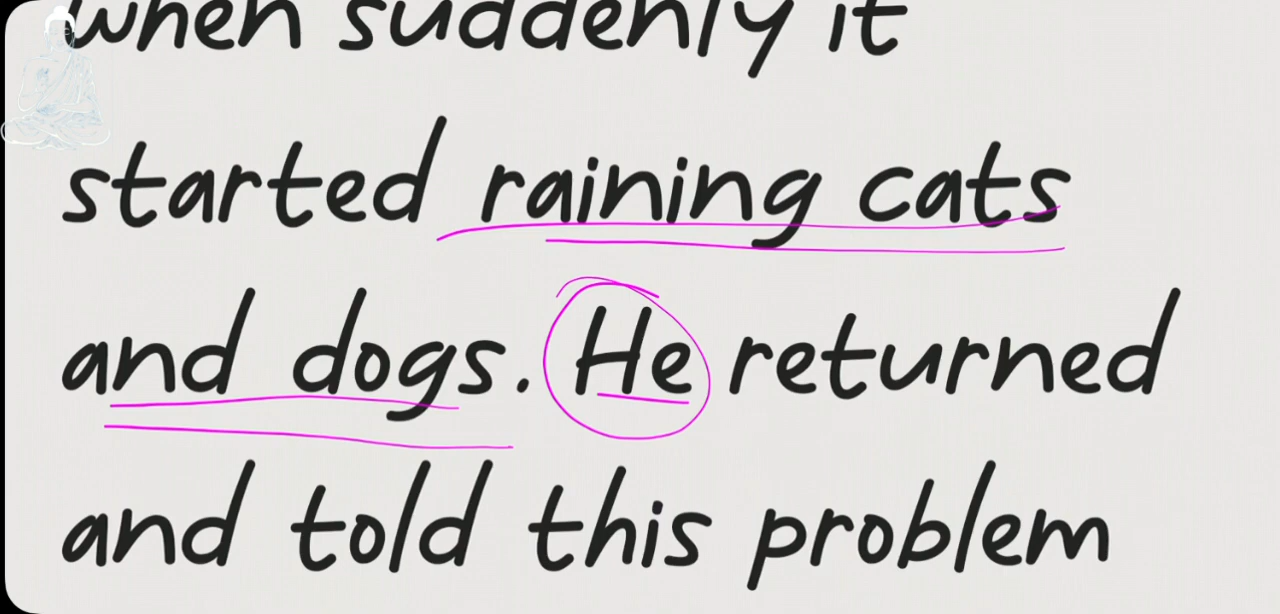 when suddenly it
started raining cats
and dogs. He returned
and told this problem